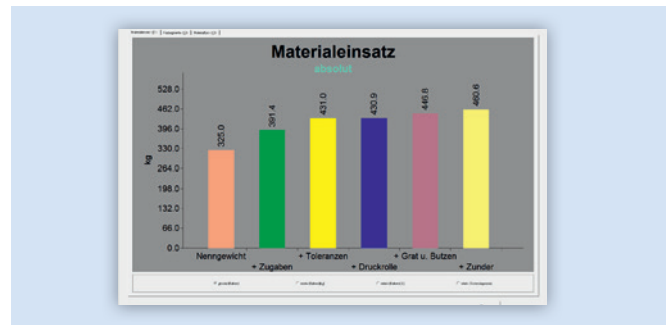 Materialeinsatz
absolut
kg
528.0
462.0
396.0
330.0
264.0
198.0
132.0
66.0
0.0
325.0
391.4
431.0
430.9
446.8
460.6
Nenngewicht
+ Zugaben
+ Toleranzen
+ Druckrolle
+ Grat u. Butzen
+ Zunder